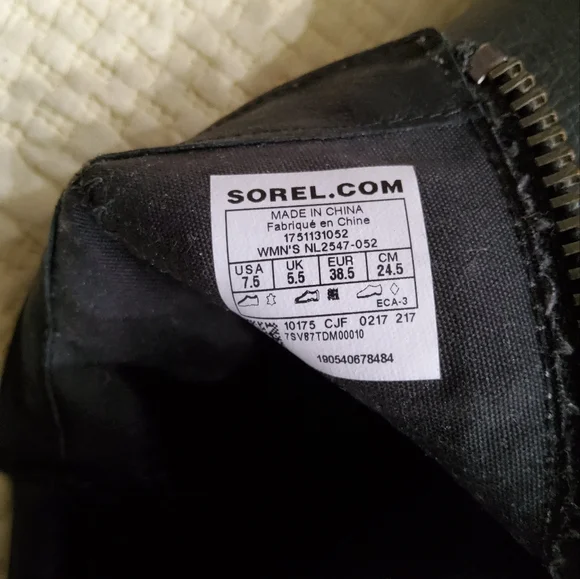 SOREL.COM
MADE IN CHINA
Fabriqué en Chine
1751131052
WMN'S NL2547-052
USA UK EUR CM
7.5 5.5 38.5 24.5
ECA-3
10175 CJF 0217 217
7SV87TDM00010
190540678484